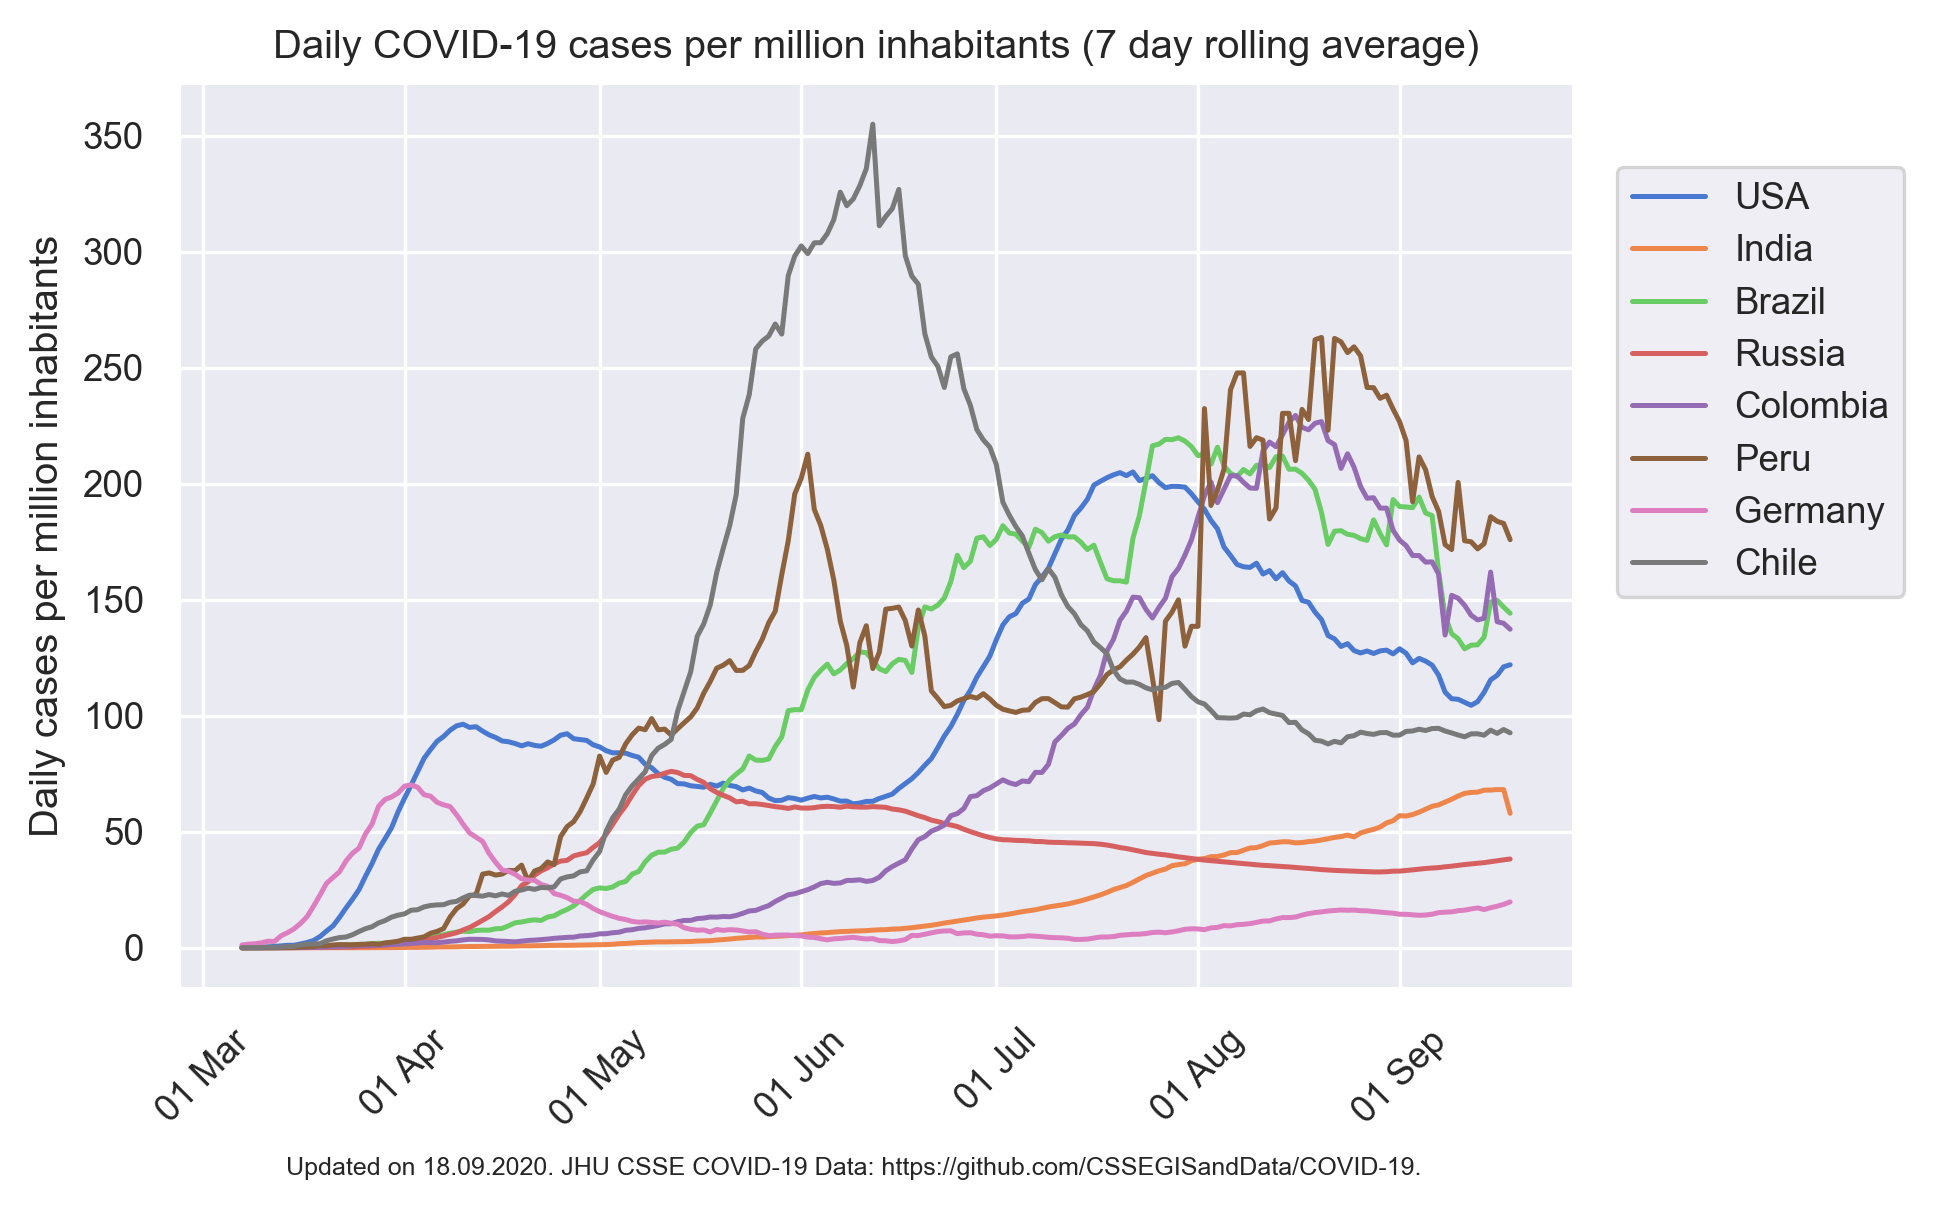 Daily COVID-19 cases per million inhabitants (7 day rolling average)
Daily cases per million inhabitants
350
300
250
200
150
100
50
0
01 Mar
01 Apr
01 May
01 Jun
01 Jul
01 Aug
01 Sep
USA
India
Brazil
Russia
Colombia
Peru
Germany
Chile
Updated on 18.09.2020. JHU CSSE COVID-19 Data: https://github.com/CSSEGISandData/COVID-19.